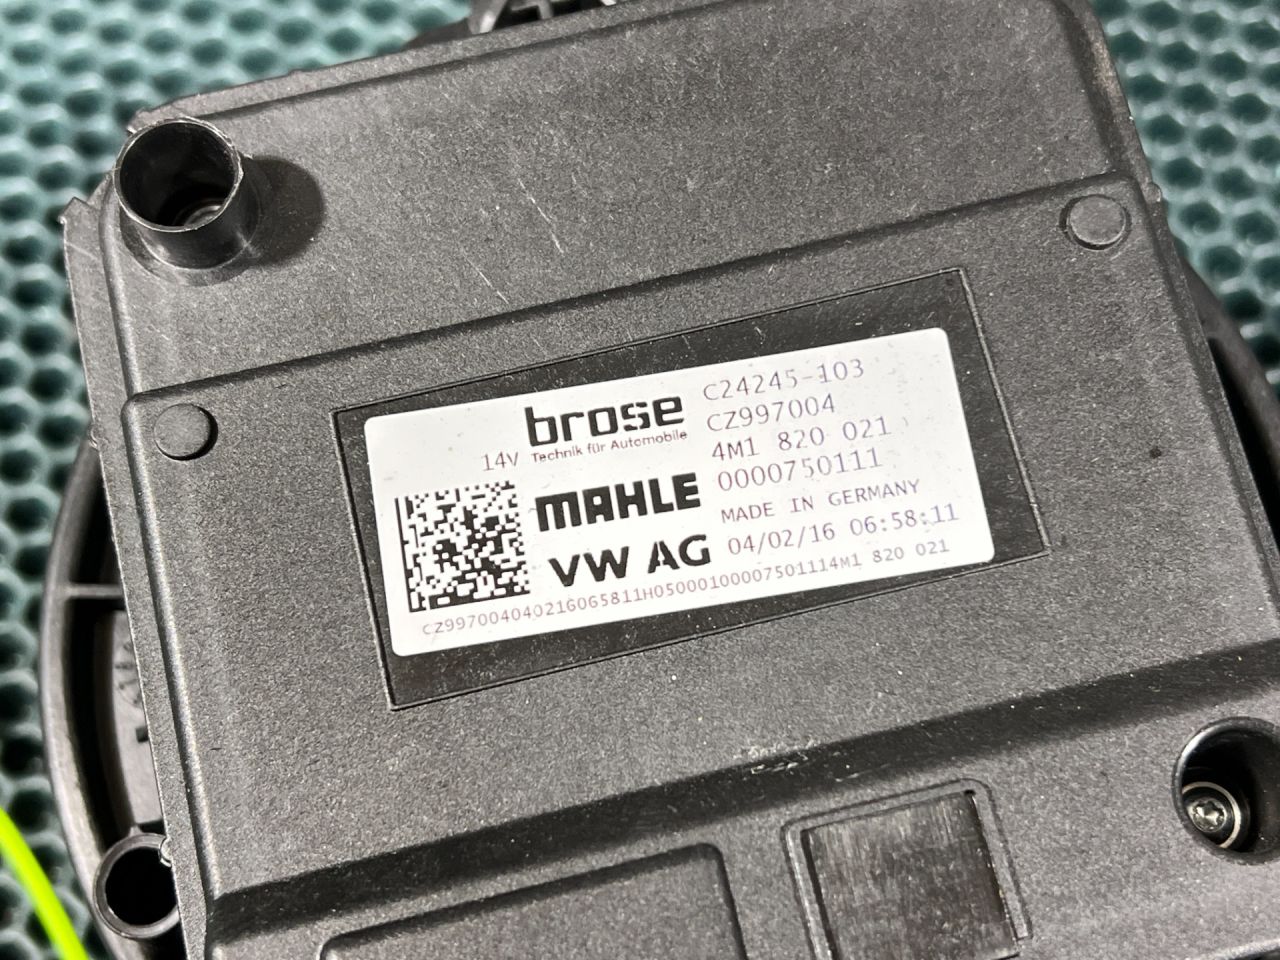 brose
Technik für Automobile
14V
MAHLE
VW AG
C24245-103
CZ997004
4M1 820 021
0000750111
MADE IN GERMANY
04/02/16 06:58:11
CZ99700404021606581​1H05000100007501114M1 820 021